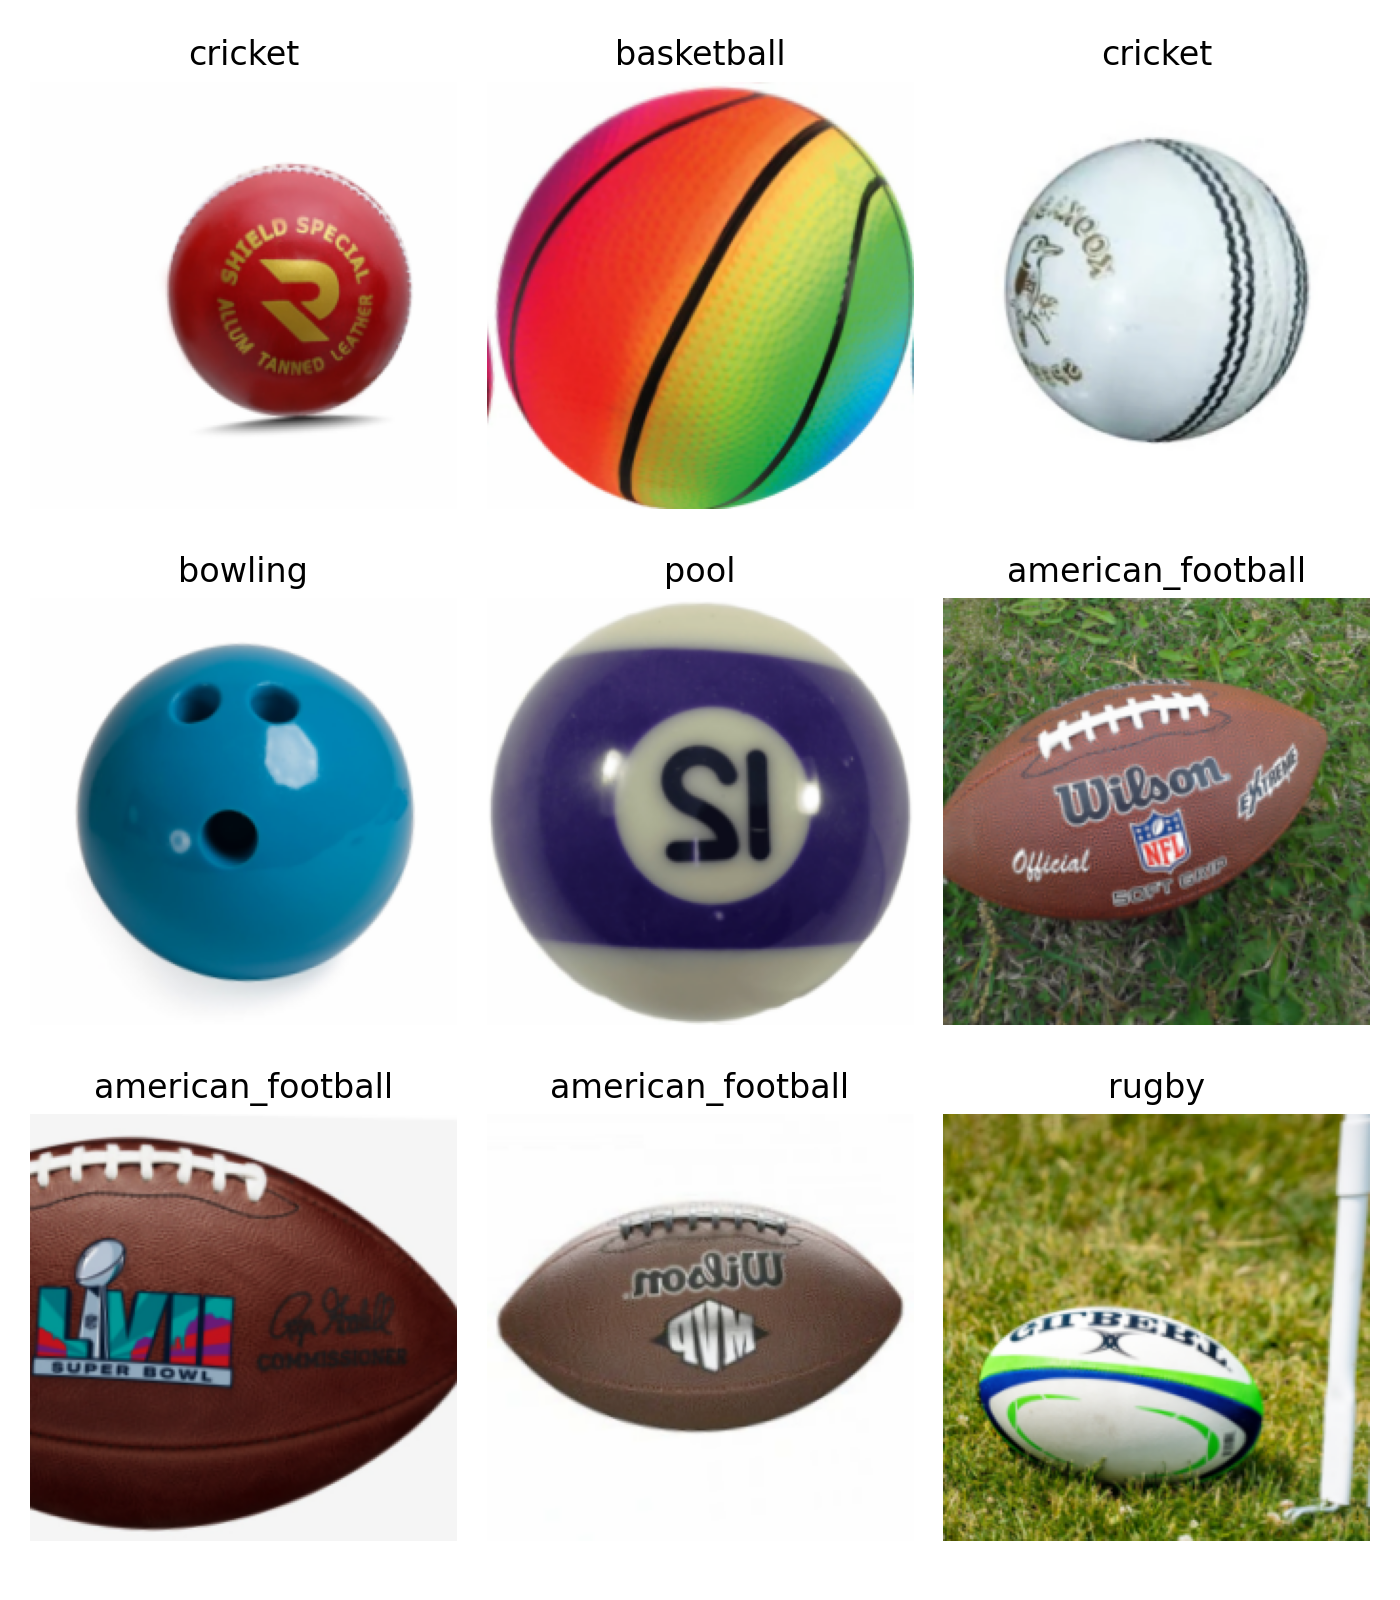 cricket
basketball
cricket
SHIELD SPECIAL
R
ALLUM TANNED LEATHER
bowling
pool
american_football
12
Wilson
EXTREME
NFL
Official
SOFT GRIP
american_football
american_football
rugby
LVII
SUPER BOWL
COMMISSIONER
Wilson
MVP
GILBERT